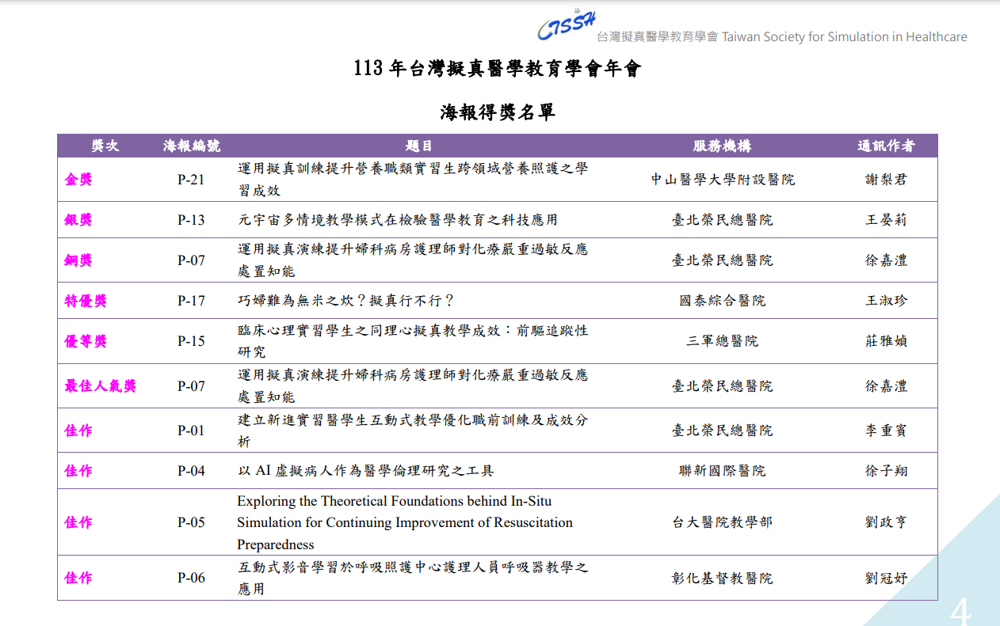 CTSSH
台灣擬真醫學教育學會 Taiwan Society for Simulation in Healthcare
113 年台灣擬真醫學教育學會年會
海報得獎名單
獎次 海報編號 題目 服務機構 通訊作者
金獎 P-21 運用擬真訓練提升營養職類實習生跨領域營養照護之學 中山醫學大學附設醫院 謝梨君
習成效
銀獎 P-13 元宇宙多情境教學模式在檢驗醫學教育之科技應用 臺北榮民總醫院 王晏莉
銅獎 P-07 運用擬真演練提升婦科病房護理師對化療嚴重過敏反應 臺北榮民總醫院 徐嘉澧
處置知能
特優獎 P-17 巧婦難為無米之炊？擬真行不行？ 國泰綜合醫院 王淑珍
優等獎 P-15 臨床心理實習學生之同理心擬真教學成效：前驅追蹤性 三軍總醫院 莊雅媜
研究
最佳人氣獎 P-07 運用擬真演練提升婦科病房護理師對化療嚴重過敏反應 臺北榮民總醫院 徐嘉澧
處置知能
佳作 P-01 建立新進實習醫學生互動式教學優化職前訓練及成效分 臺北榮民總醫院 李重賓
析
佳作 P-04 以 AI 虛擬病人作為醫學倫理研究之工具 聯新國際醫院 徐子翔
佳作 P-05 Exploring the Theoretical Foundations behind In-Situ 台大醫院教學部 劉政亨
Simulation for Continuing Improvement of Resuscitation
Preparedness
佳作 P-06 互動式影音學習於呼吸照護中心護理人員呼吸器教學之 彰化基督教醫院 劉冠妤
應用
4